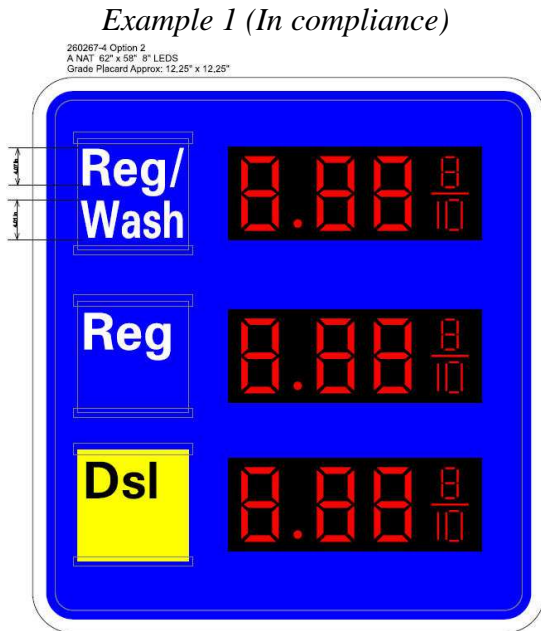 Example 1 (In compliance)
260267-4 Option 2
A NAT 62" x 58" 8" LEDS
Grade Placard Approx: 12,25" x 12,25"
Reg/
Wash
8.88 8/10
Reg
8.88 8/10
Dsl
8.88 8/10